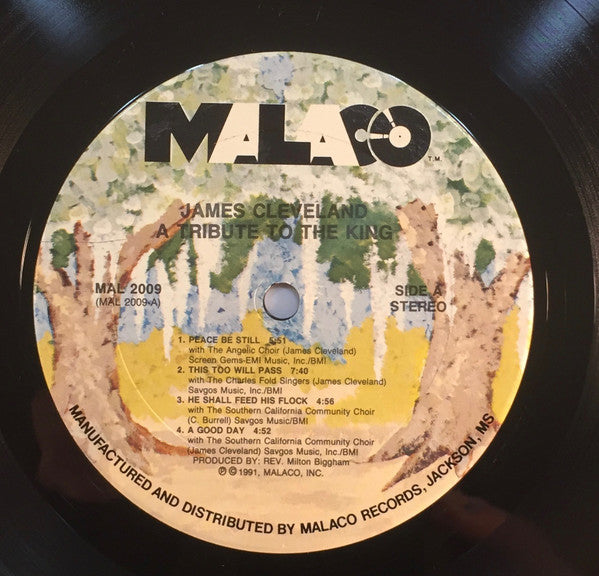 MALACO
T.M.
JAMES CLEVELAND
A TRIBUTE TO THE KING
MAL 2009
(MAL 2009-A)
SIDE A
STEREO
1. PEACE BE STILL 5:51
with The Angelic Choir (James Cleveland)
Screen Gems-EMI Music, Inc./BMI
2. THIS TOO WILL PASS 7:40
with The Charles Fold Singers (James Cleveland)
Savgos Music, Inc./BMI
3. HE SHALL FEED HIS FLOCK 4:56
with The Southern California Community Choir
(C. Burrell) Savgos Music/BMI
4. A GOOD DAY 4:52
with The Southern California Community Choir
(James Cleveland) Savgos Music, Inc./BMI
PRODUCED BY: REV. Milton Biggham
℗ © 1991, MALACO, INC.
MANUFACTURED AND DISTRIBUTED BY MALACO RECORDS, JACKSON, MS